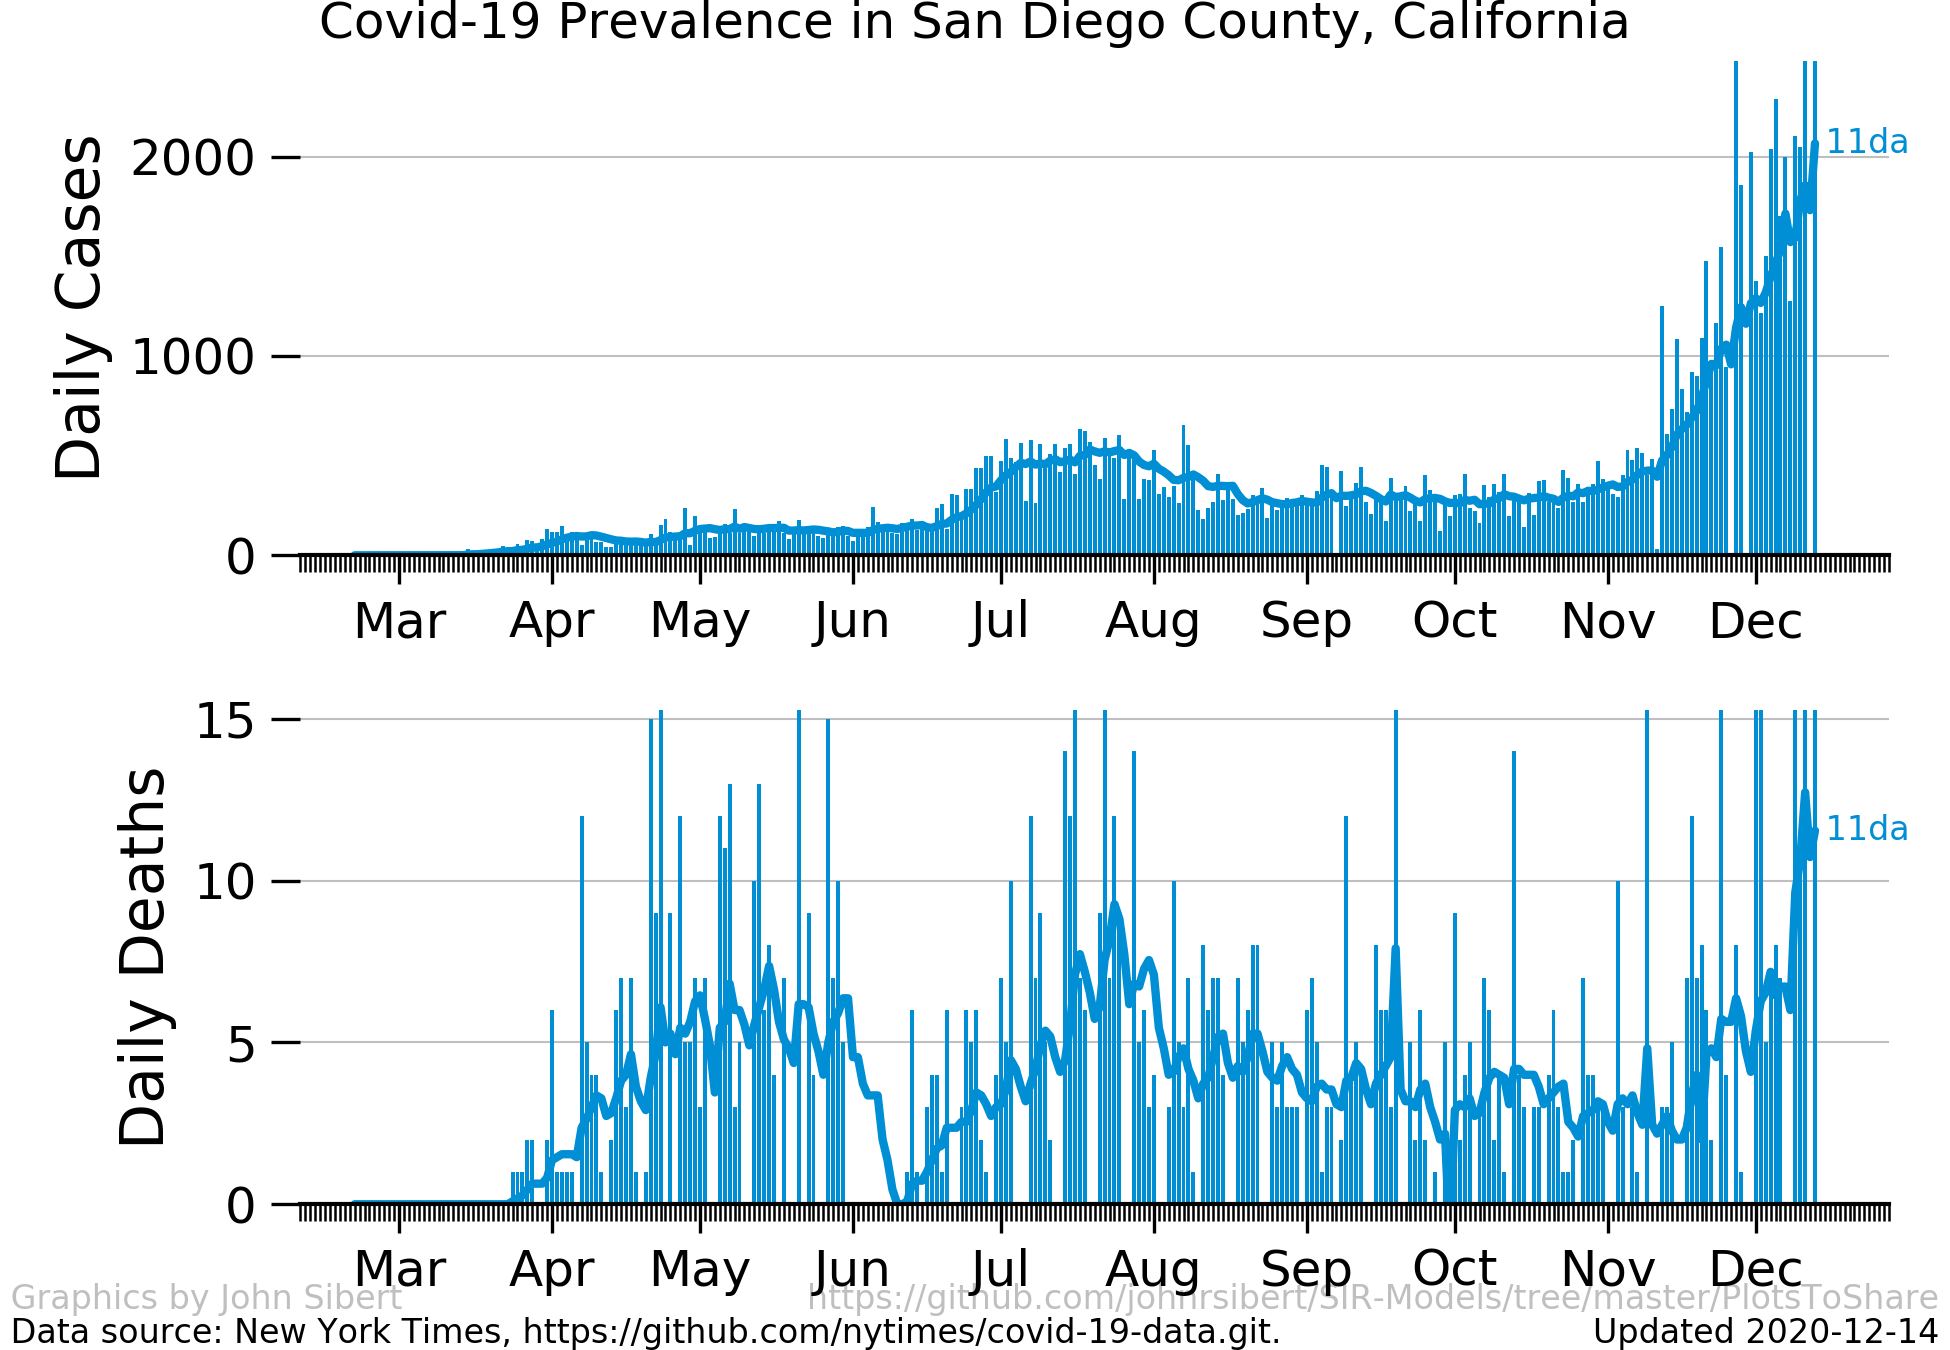 Covid-19 Prevalence in San Diego County, California
Daily Cases
2000
1000
0
11da
Mar Apr May Jun Jul Aug Sep Oct Nov Dec
Daily Deaths
15
10
5
0
11da
Mar Apr May Jun Jul Aug Sep Oct Nov Dec
Graphics by John Sibert https://github.com/johnrsibert/SIR-Models/tree/master/PlotsToShare
Data source: New York Times, https://github.com/nytimes/covid-19-data.git. Updated 2020-12-14